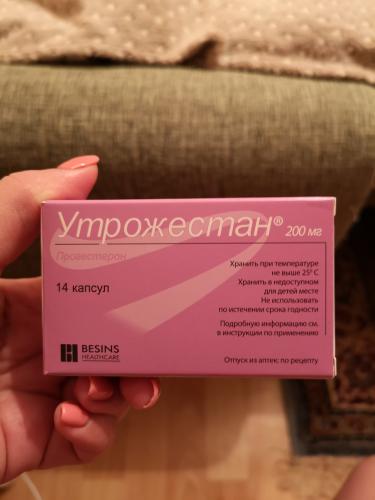 Утрожестан® 200 мг
Прогестерон
14 капсул
Хранить при температуре
не выше 25° С
Хранить в недоступном
для детей месте
Не использовать
по истечении срока годности
Подробную информацию см.
в инструкции по применению
BESINS
HEALTHCARE
Отпуск из аптек: по рецепту